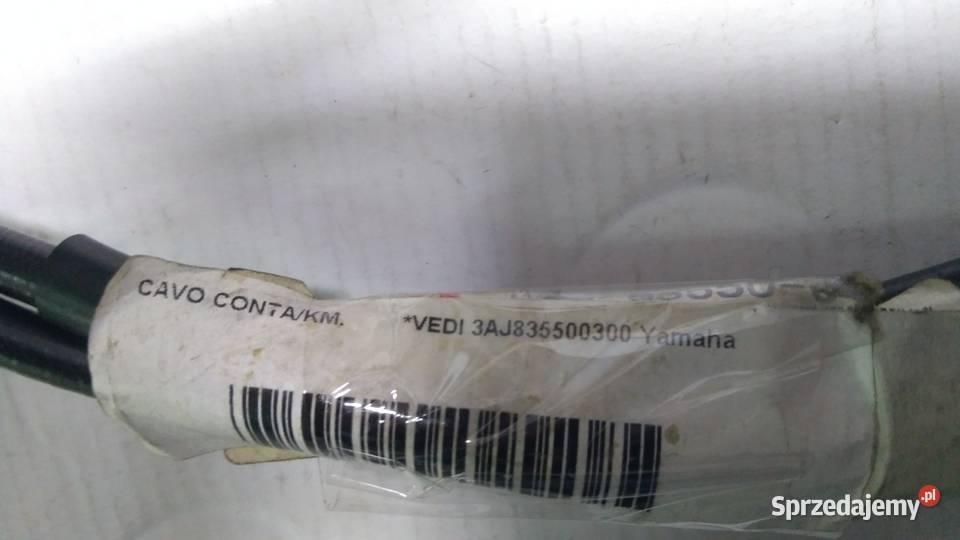 CAVO CONTA/KM.
*VEDI 3AJ835500300 Yamaha
Sprzedajemy.pl